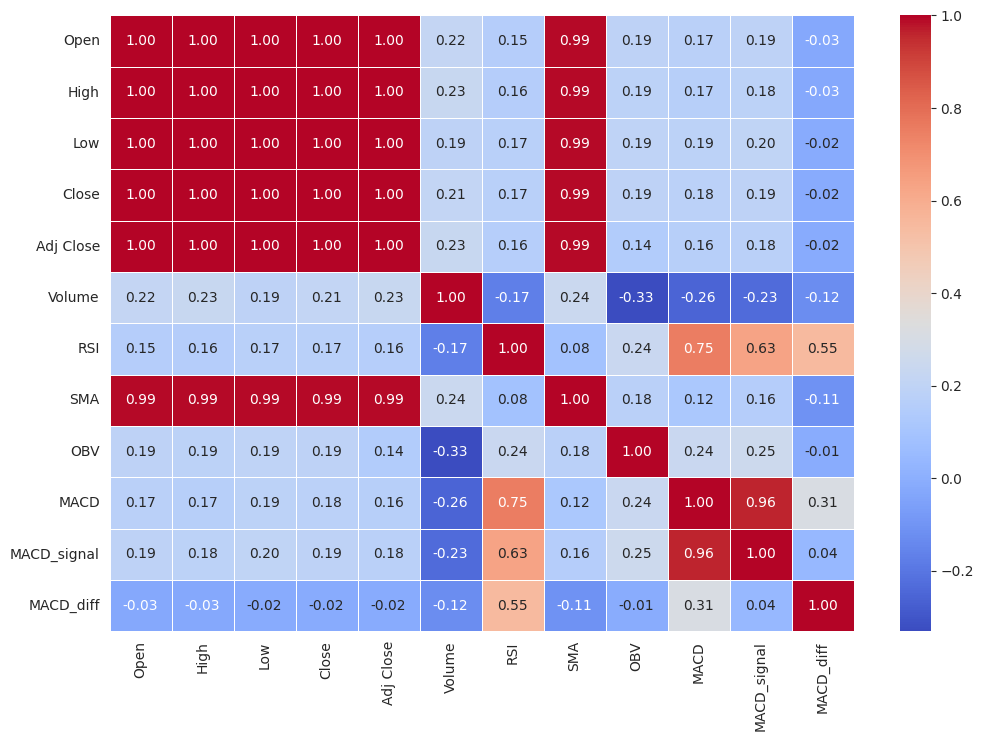 Open 1.00 1.00 1.00 1.00 1.00 0.22 0.15 0.99 0.19 0.17 0.19 -0.03
High 1.00 1.00 1.00 1.00 1.00 0.23 0.16 0.99 0.19 0.17 0.18 -0.03
Low 1.00 1.00 1.00 1.00 1.00 0.19 0.17 0.99 0.19 0.19 0.20 -0.02
Close 1.00 1.00 1.00 1.00 1.00 0.21 0.17 0.99 0.19 0.18 0.19 -0.02
Adj Close 1.00 1.00 1.00 1.00 1.00 0.23 0.16 0.99 0.14 0.16 0.18 -0.02
Volume 0.22 0.23 0.19 0.21 0.23 1.00 -0.17 0.24 -0.33 -0.26 -0.23 -0.12
RSI 0.15 0.16 0.17 0.17 0.16 -0.17 1.00 0.08 0.24 0.75 0.63 0.55
SMA 0.99 0.99 0.99 0.99 0.99 0.24 0.08 1.00 0.18 0.12 0.16 -0.11
OBV 0.19 0.19 0.19 0.19 0.14 -0.33 0.24 0.18 1.00 0.24 0.25 -0.01
MACD 0.17 0.17 0.19 0.18 0.16 -0.26 0.75 0.12 0.24 1.00 0.96 0.31
MACD_signal 0.19 0.18 0.20 0.19 0.18 -0.23 0.63 0.16 0.25 0.96 1.00 0.04
MACD_diff -0.03 -0.03 -0.02 -0.02 -0.02 -0.12 0.55 -0.11 -0.01 0.31 0.04 1.00
Open High Low Close Adj Close Volume RSI SMA OBV MACD MACD_signal MACD_diff
1.0
0.8
0.6
0.4
0.2
0.0
−0.2